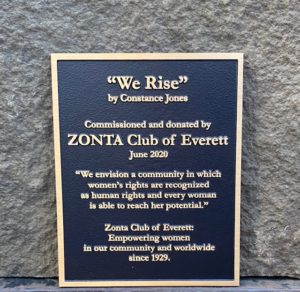 “We Rise”
by Constance Jones
Commissioned and donated by
ZONTA Club of Everett
June 2020
“We envision a community in which
women's rights are recognized
as human rights and every woman
is able to reach her potential.”
Zonta Club of Everett:
Empowering women
in our community and worldwide
since 1929.